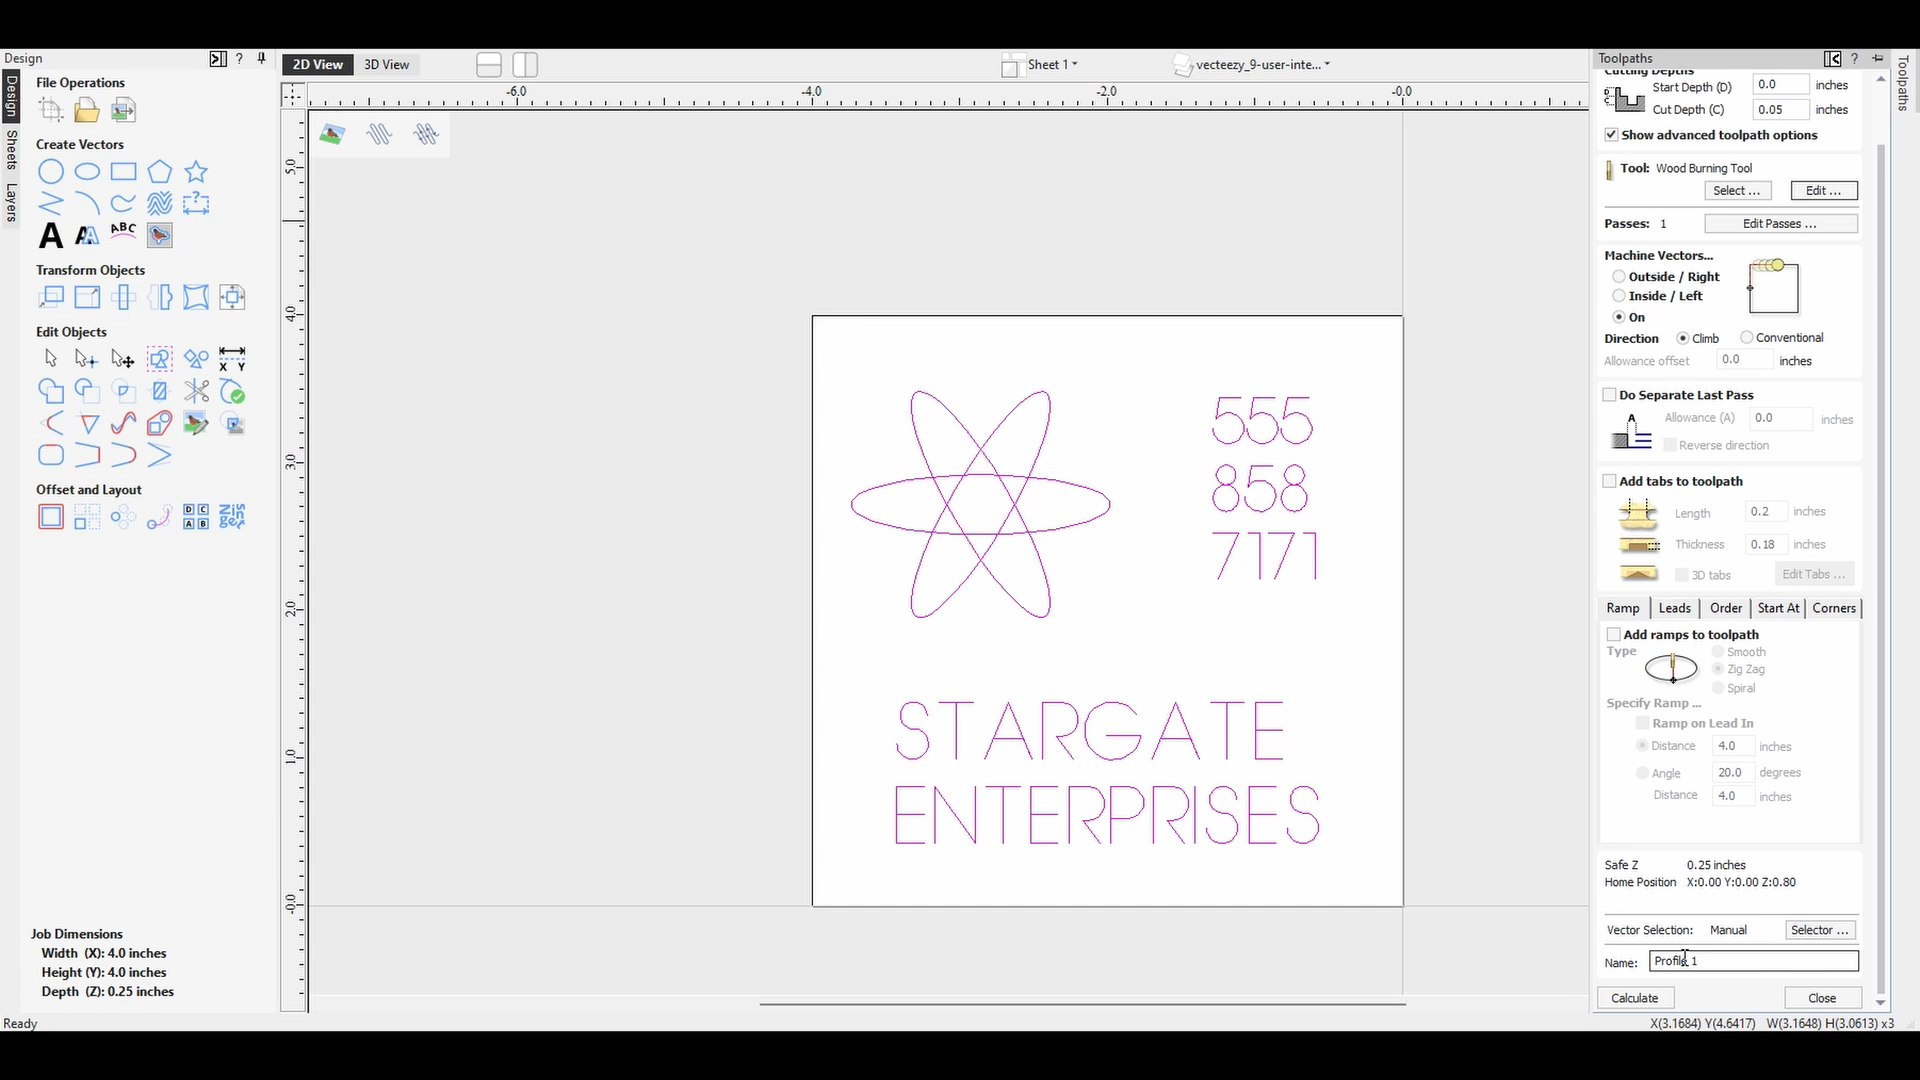 Design
?
2D View
3D View
Sheet 1
vecteezy_9-user-inte...
Toolpaths
?
Toolpaths
Design
Sheets
Layers
File Operations
Create Vectors
A
A
ABC
Transform Objects
Edit Objects
X Y
Offset and Layout
D C
A B
Job Dimensions
Width (X): 4.0 inches
Height (Y): 4.0 inches
Depth (Z): 0.25 inches
Ready
-6.0
-4.0
-2.0
-0.0
5.0
4.0
3.0
2.0
1.0
-0.0
555
858
7171
STARGATE
ENTERPRISES
Cutting Depths
Start Depth (D) 0.0 inches
Cut Depth (C) 0.05 inches
Show advanced toolpath options
Tool: Wood Burning Tool
Select ... Edit ...
Passes: 1 Edit Passes ...
Machine Vectors...
Outside / Right
Inside / Left
On
Direction Climb Conventional
Allowance offset 0.0 inches
Do Separate Last Pass
A
Allowance (A) 0.0 inches
Reverse direction
Add tabs to toolpath
Length 0.2 inches
Thickness 0.18 inches
3D tabs Edit Tabs ...
Ramp Leads Order Start At Corners
Add ramps to toolpath
Type
Smooth
Zig Zag
Spiral
Specify Ramp ...
Ramp on Lead In
Distance 4.0 inches
Angle 20.0 degrees
Distance 4.0 inches
Safe Z 0.25 inches
Home Position X:0.00 Y:0.00 Z:0.80
Vector Selection: Manual Selector ...
Name: Profile 1
Calculate Close
X(3.1684) Y(4.6417) W(3.1648) H(3.0613) x3